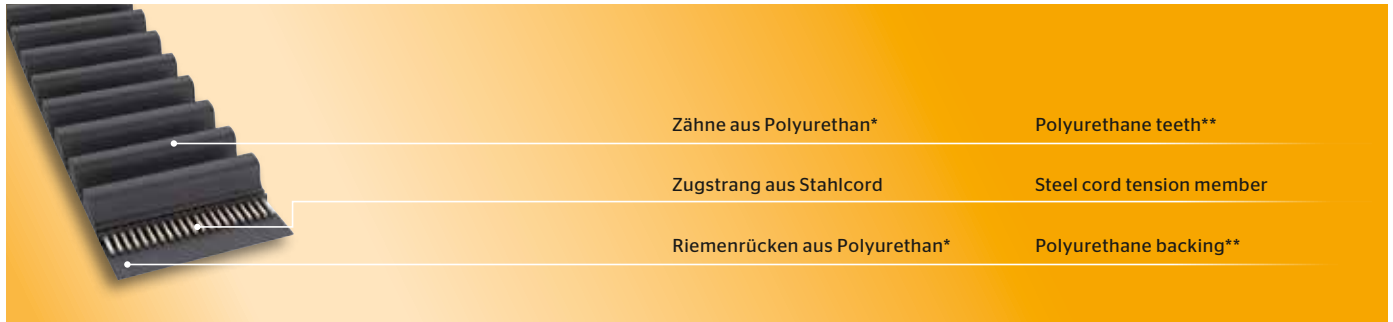 Zähne aus Polyurethan* Polyurethane teeth**
Zugstrang aus Stahlcord Steel cord tension member
Riemenrücken aus Polyurethan* Polyurethane backing**